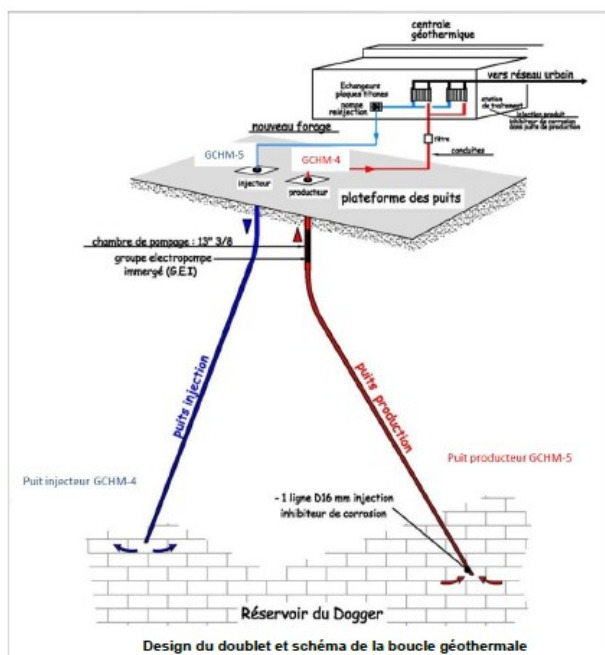 centrale
géothermique
vers réseau urbain
Echangeurs
plaques titanes
pompe
réinjection
station
de traitement
injection produit
inhibiteur de corrosion
dans puits de production
nouveau forage
filtre
GCHM-5
GCHM-4
conduites
injecteur
producteur
plateforme des puits
chambre de pompage : 13" 3/8
groupe electropompe
immergé (G.E.I)
puits injection
puits production
Puit injecteur GCHM-4
Puit producteur GCHM-5
- 1 ligne D16 mm injection
inhibiteur de corrosion
Réservoir du Dogger
Design du doublet et schéma de la boucle géothermale